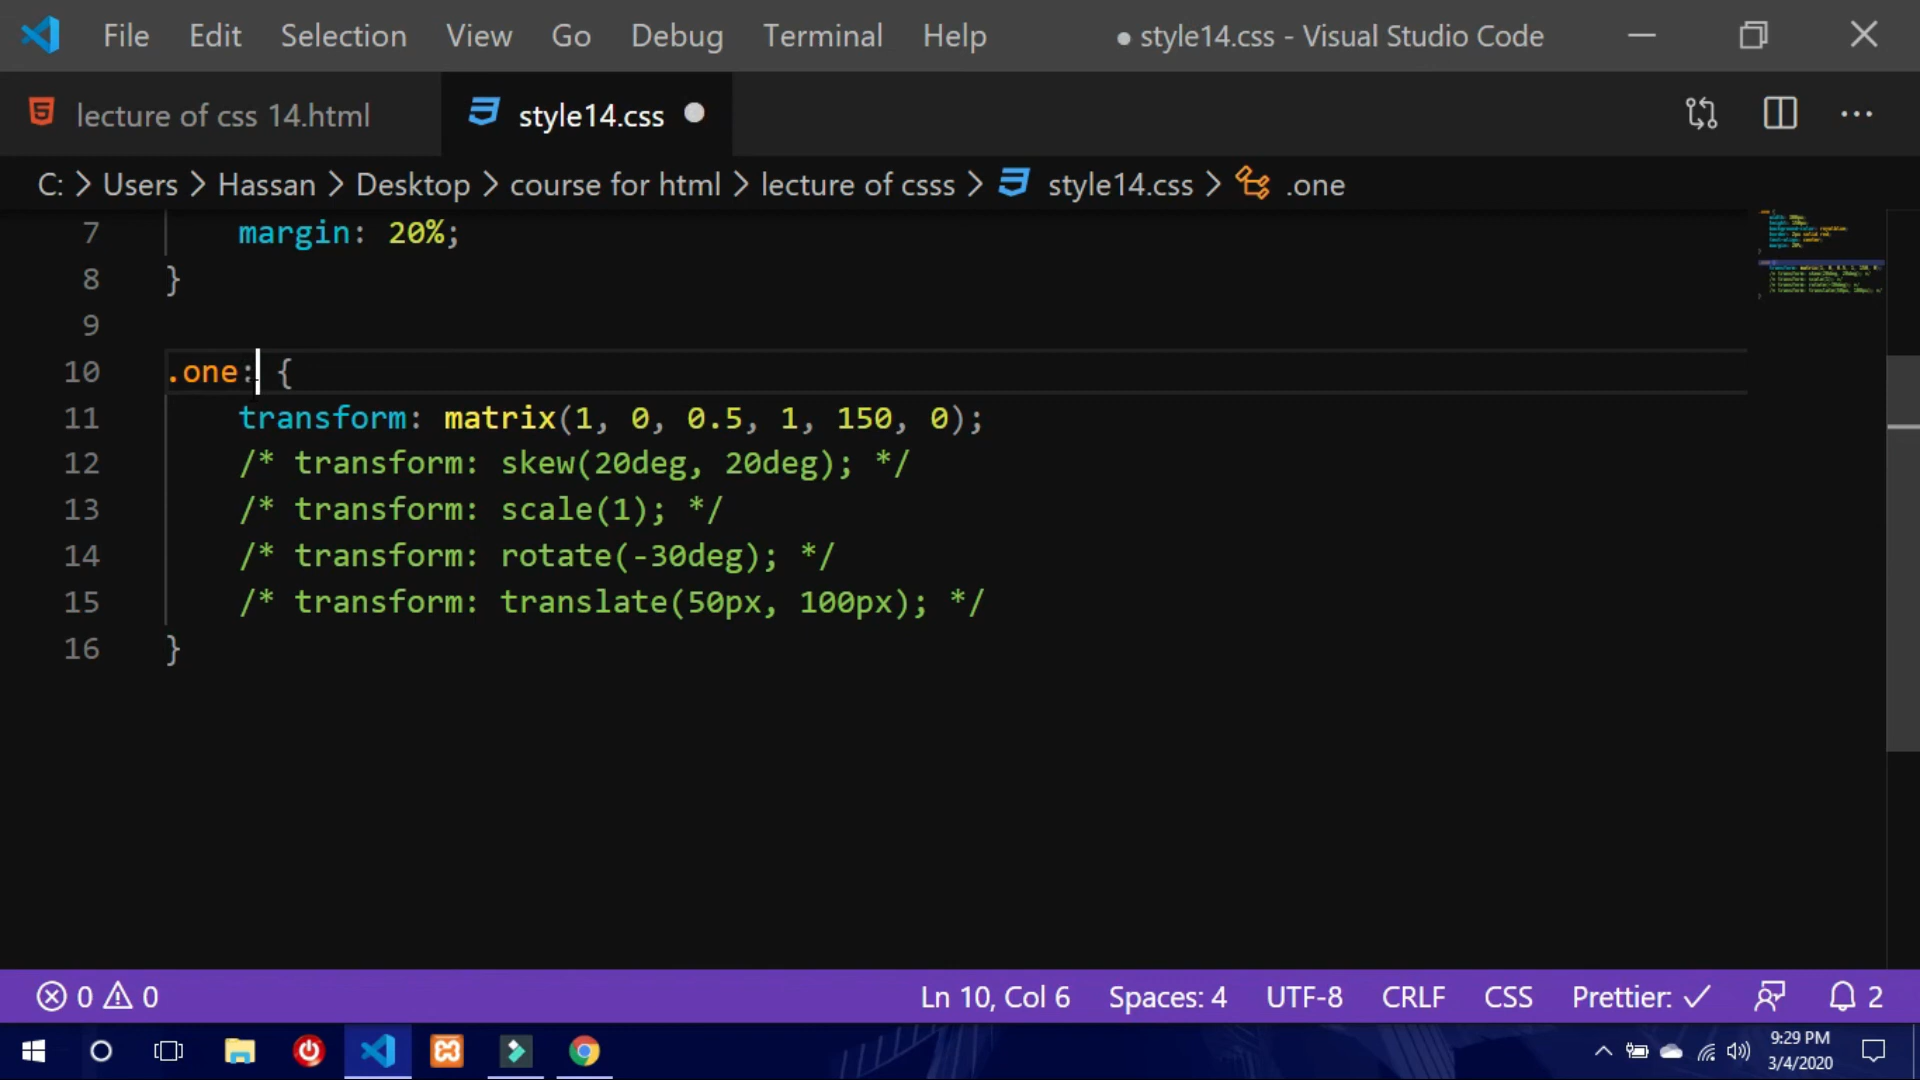 File Edit Selection View Go Debug Terminal Help ● style14.css - Visual Studio Code
lecture of css 14.html style14.css
C: > Users > Hassan > Desktop > course for html > lecture of csss > style14.css > .one
7 margin: 20%;
8 }
9
10 .one: {
11 transform: matrix(1, 0, 0.5, 1, 150, 0);
12 /* transform: skew(20deg, 20deg); */
13 /* transform: scale(1); */
14 /* transform: rotate(-30deg); */
15 /* transform: translate(50px, 100px); */
16 }
0 0 Ln 10, Col 6 Spaces: 4 UTF-8 CRLF CSS Prettier: ✓ 2
9:29 PM
3/4/2020